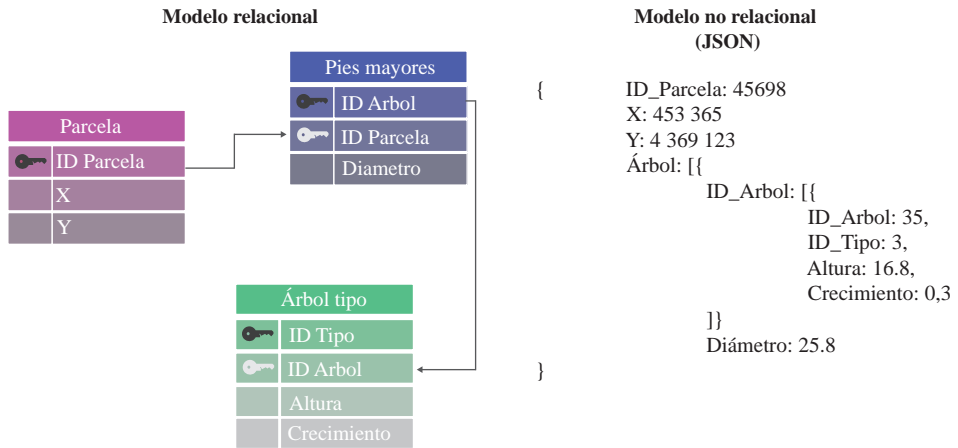 Modelo relacional
Pies mayores
ID Arbol
ID Parcela
Diametro
Parcela
ID Parcela
X
Y
Árbol tipo
ID Tipo
ID Arbol
Altura
Crecimiento
Modelo no relacional
(JSON)
{ ID_Parcela: 45698
X: 453 365
Y: 4 369 123
Árbol: [{
ID_Arbol: [{
ID_Arbol: 35,
ID_Tipo: 3,
Altura: 16.8,
Crecimiento: 0,3
]}
Diámetro: 25.8
}